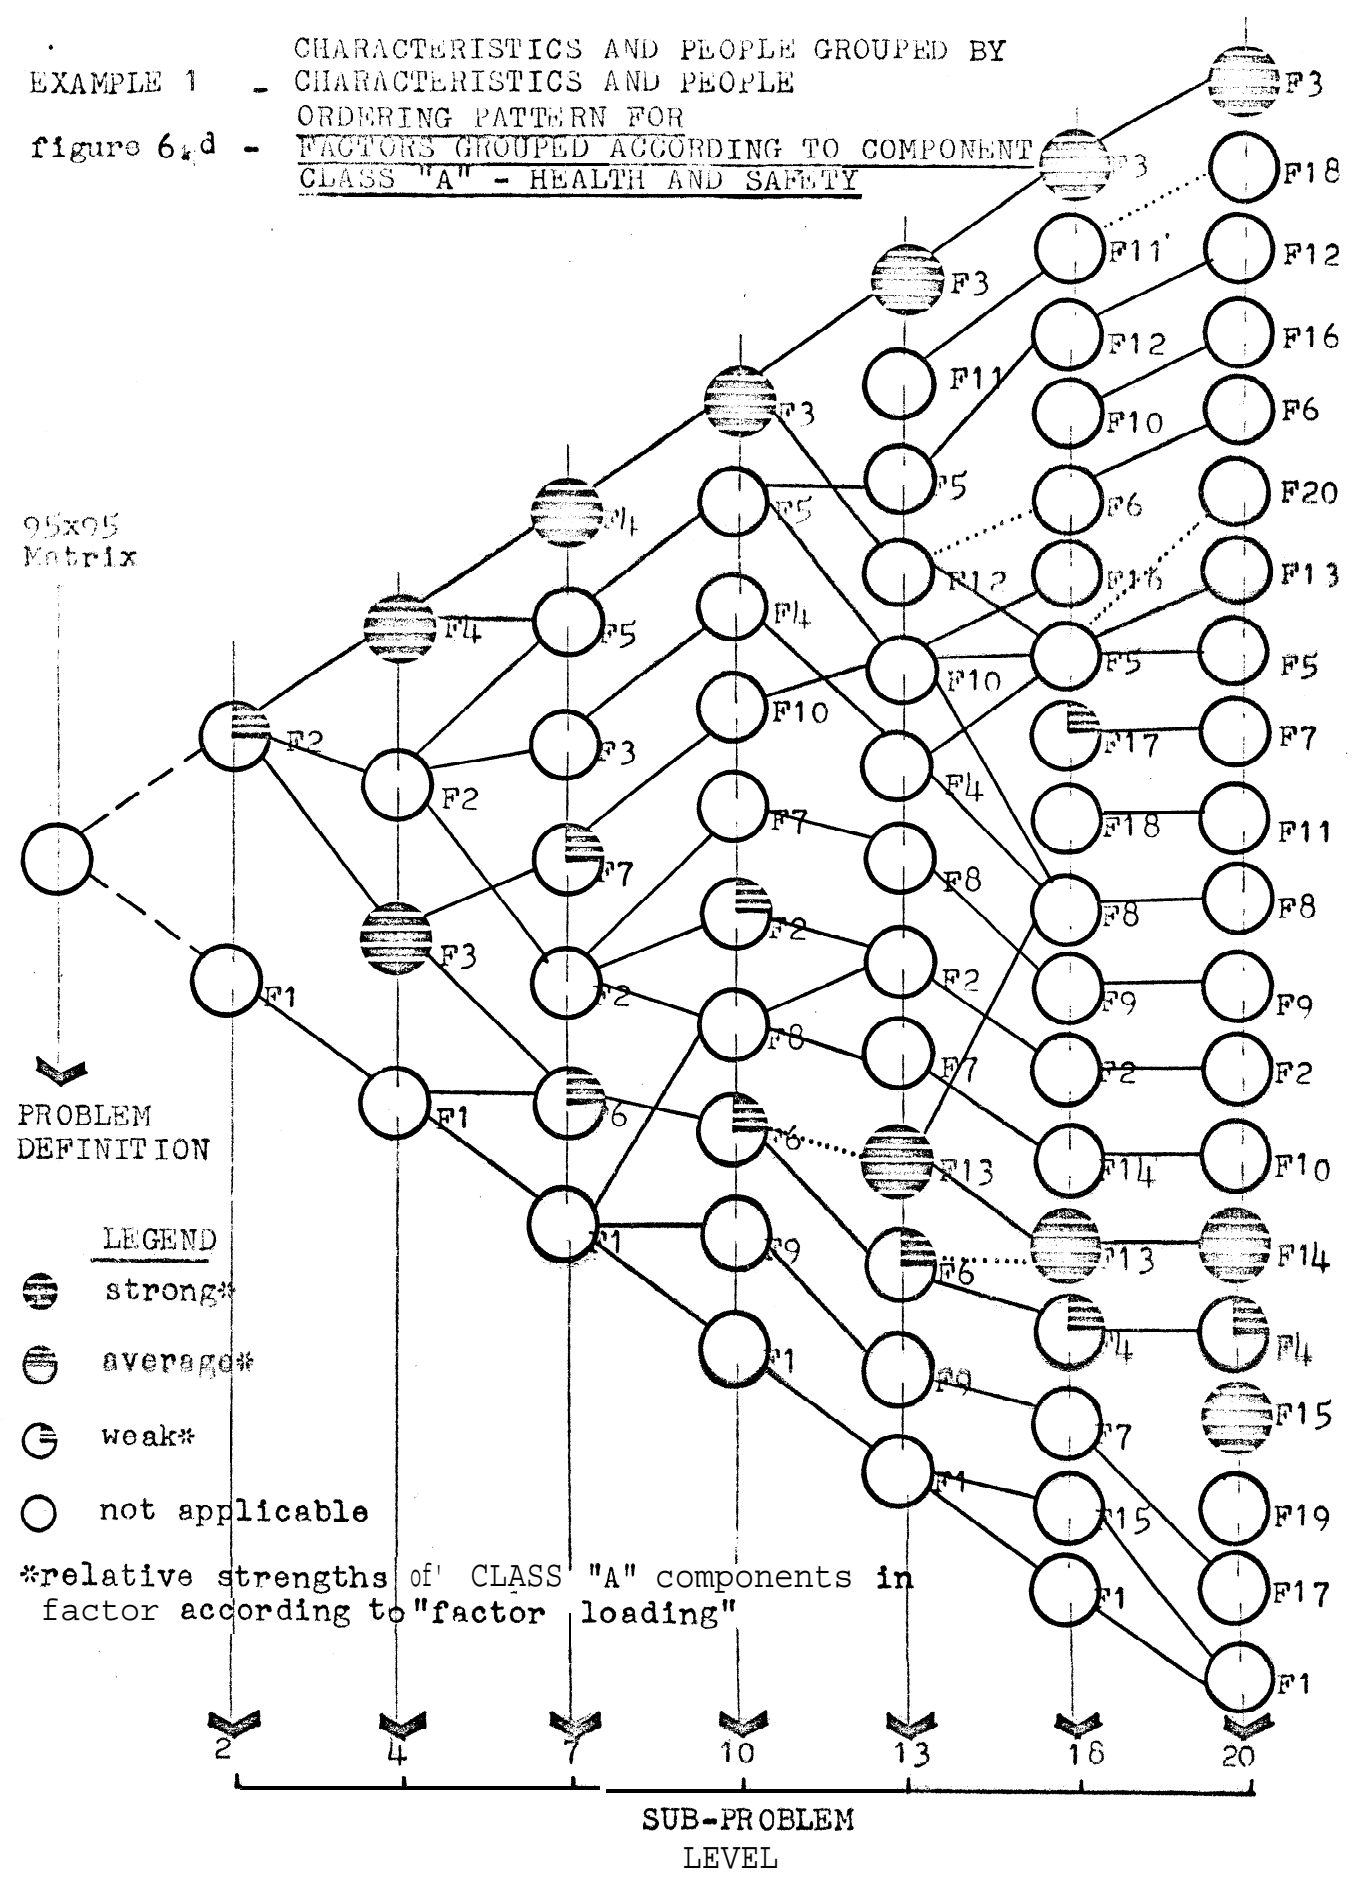 CHARACTERISTICS AND PEOPLE GROUPED BY
EXAMPLE 1 - CHARACTERISTICS AND PEOPLE
ORDERING PATTERN FOR
figure 6.d - FACTORS GROUPED ACCORDING TO COMPONENT
CLASS "A" - HEALTH AND SAFETY
95x95
Matrix
PROBLEM
DEFINITION
F2
F1
F4
F2
F3
F1
F4
F5
F3
F7
F2
F6
F1
F3
F5
F4
F10
F7
F2
F8
F6
F9
F1
F3
F11
F5
F12
F10
F4
F8
F2
F7
F13
F6
F9
F1
F3
F11
F12
F10
F6
F16
F5
F17
F18
F8
F9
F2
F14
F13
F4
F7
F15
F1
F3
F18
F12
F16
F6
F20
F13
F5
F7
F11
F8
F9
F2
F10
F14
F4
F15
F19
F17
F1
LEGEND
strong*
average*
weak*
not applicable
*relative strengths of CLASS "A" components in
factor according to "factor loading"
2 4 7 10 13 18 20
SUB-PROBLEM
LEVEL